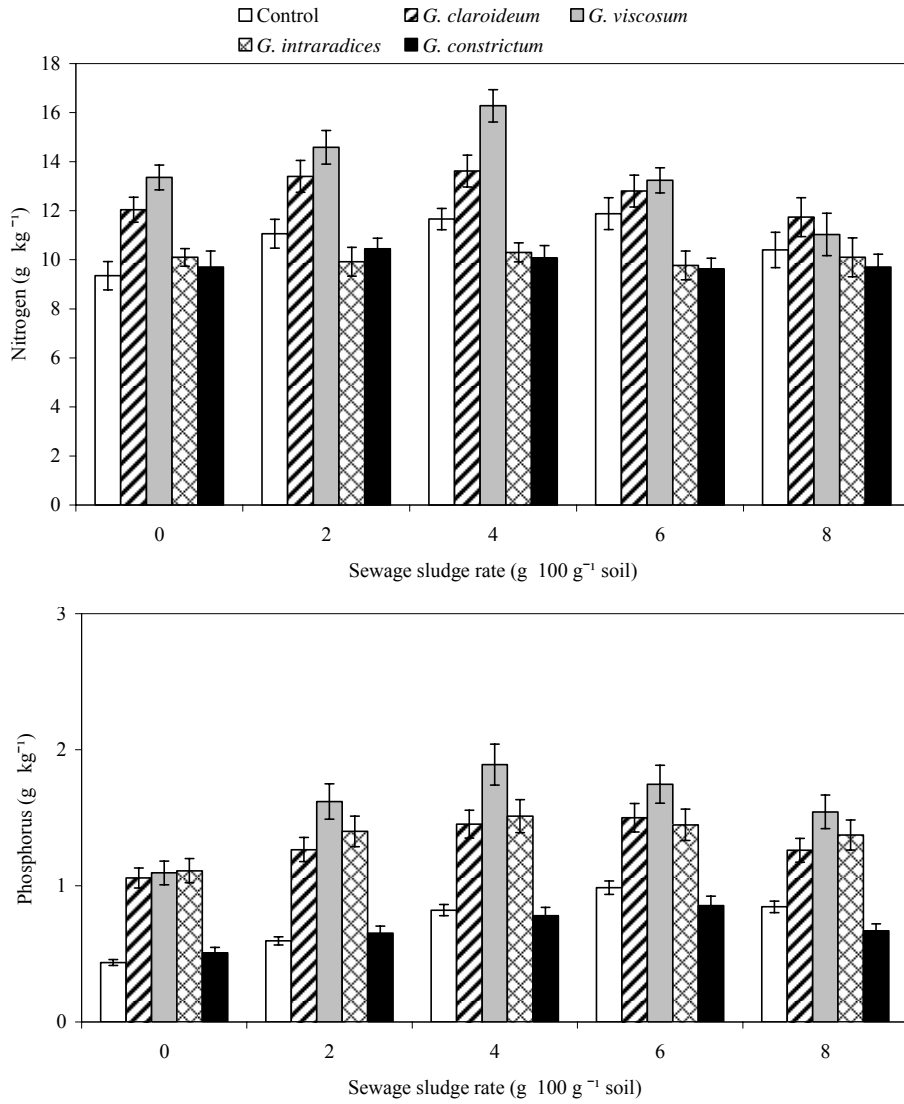 Control G. claroideum G. viscosum
G. intraradices G. constrictum
18
16
14
12
10
8
6
4
2
0
Nitrogen (g kg⁻¹)
0 2 4 6 8
Sewage sludge rate (g 100 g⁻¹ soil)
3
2
1
0
Phosphorus (g kg⁻¹)
0 2 4 6 8
Sewage sludge rate (g 100 g⁻¹ soil)